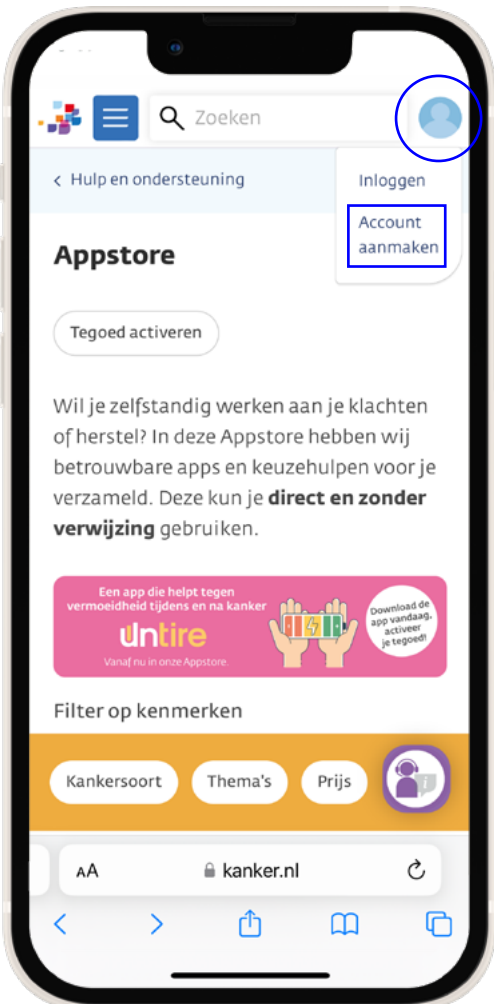 Zoeken
< Hulp en ondersteuning
Inloggen
Account
aanmaken
Appstore
Tegoed activeren
Wil je zelfstandig werken aan je klachten
of herstel? In deze Appstore hebben wij
betrouwbare apps en keuzehulpen voor je
verzameld. Deze kun je direct en zonder
verwijzing gebruiken.
Een app die helpt tegen
vermoeidheid tijdens en na kanker
untire
Vanaf nu in onze Appstore.
Download de
app vandaag,
activeer
je tegoed!
Filter op kenmerken
Kankersoort
Thema's
Prijs
i
AA
kanker.nl